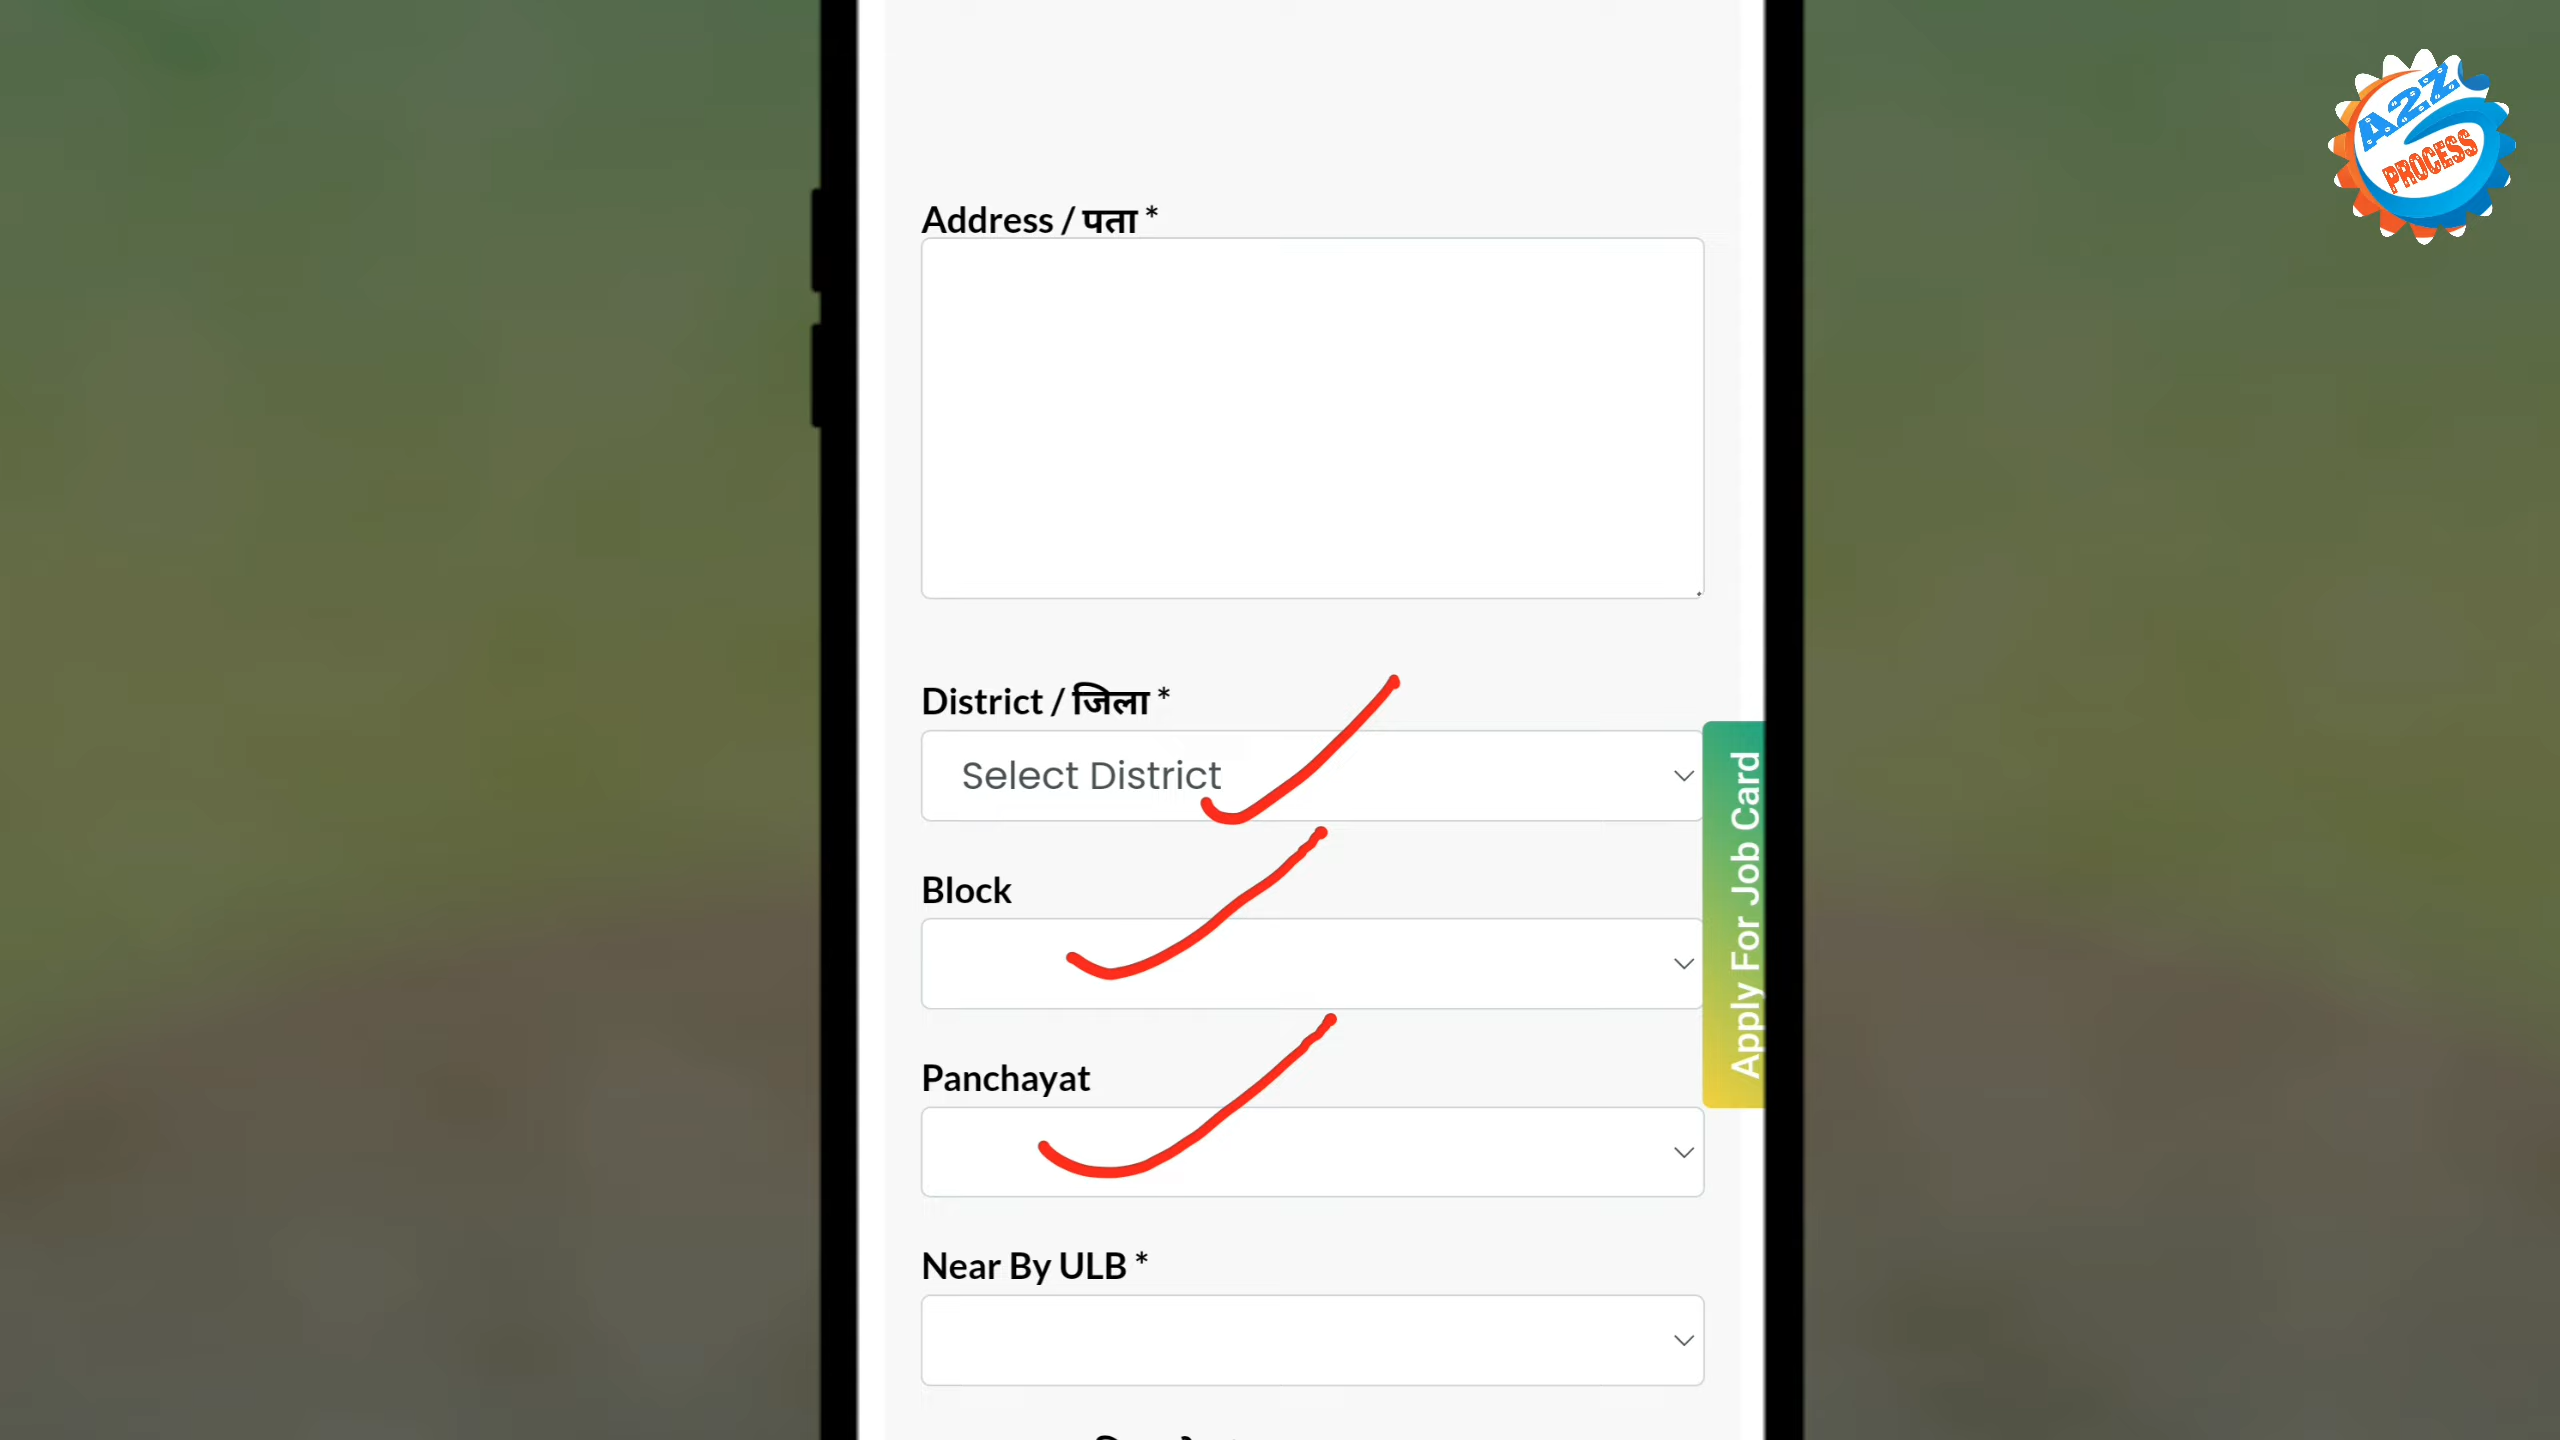 A2Z
PROCESS
Address / पता *
District / जिला *
Select District
Block
Panchayat
Near By ULB *
Apply For Job Card